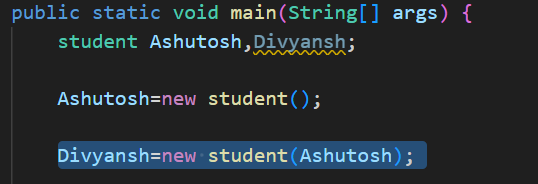 public static void main(String[] args) {
student Ashutosh,Divyansh;
Ashutosh=new student();
Divyansh=new student(Ashutosh);